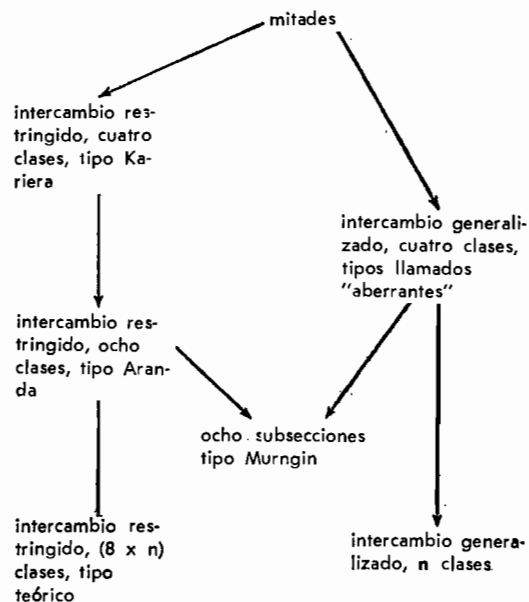 mitades
intercambio res-
tringido, cuatro
clases, tipo Ka-
riera
intercambio generali-
zado, cuatro clases,
tipos llamados
"aberrantes"
intercambio res-
tringido, ocho
clases, tipo Aran-
da
ocho subsecciones
tipo Murngin
intercambio res-
tringido, (8 x n)
clases, tipo
teórico
intercambio genera-
lizado, n clases